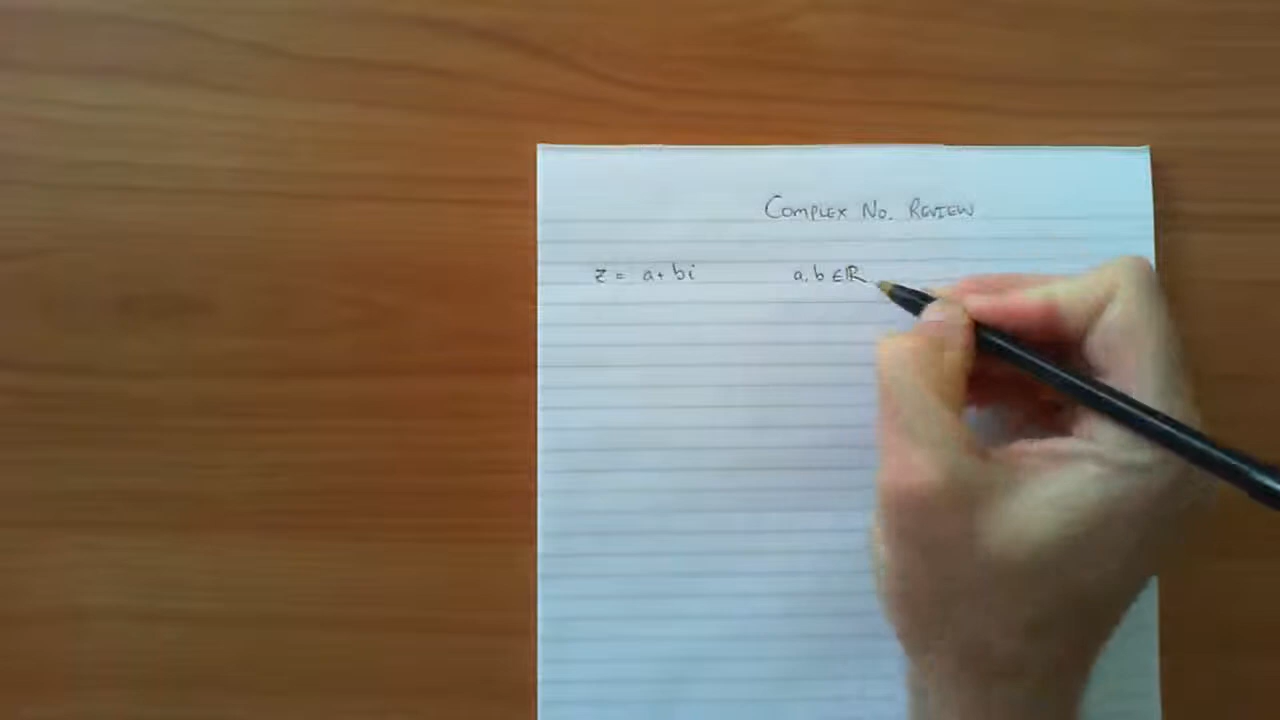 COMPLEX NO. REVIEW
z = a + bi a, b ∈ ℝ